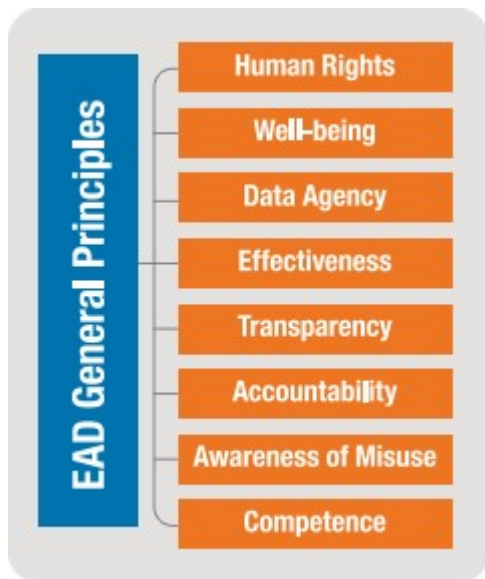 EAD General Principles
Human Rights
Well-being
Data Agency
Effectiveness
Transparency
Accountability
Awareness of Misuse
Competence